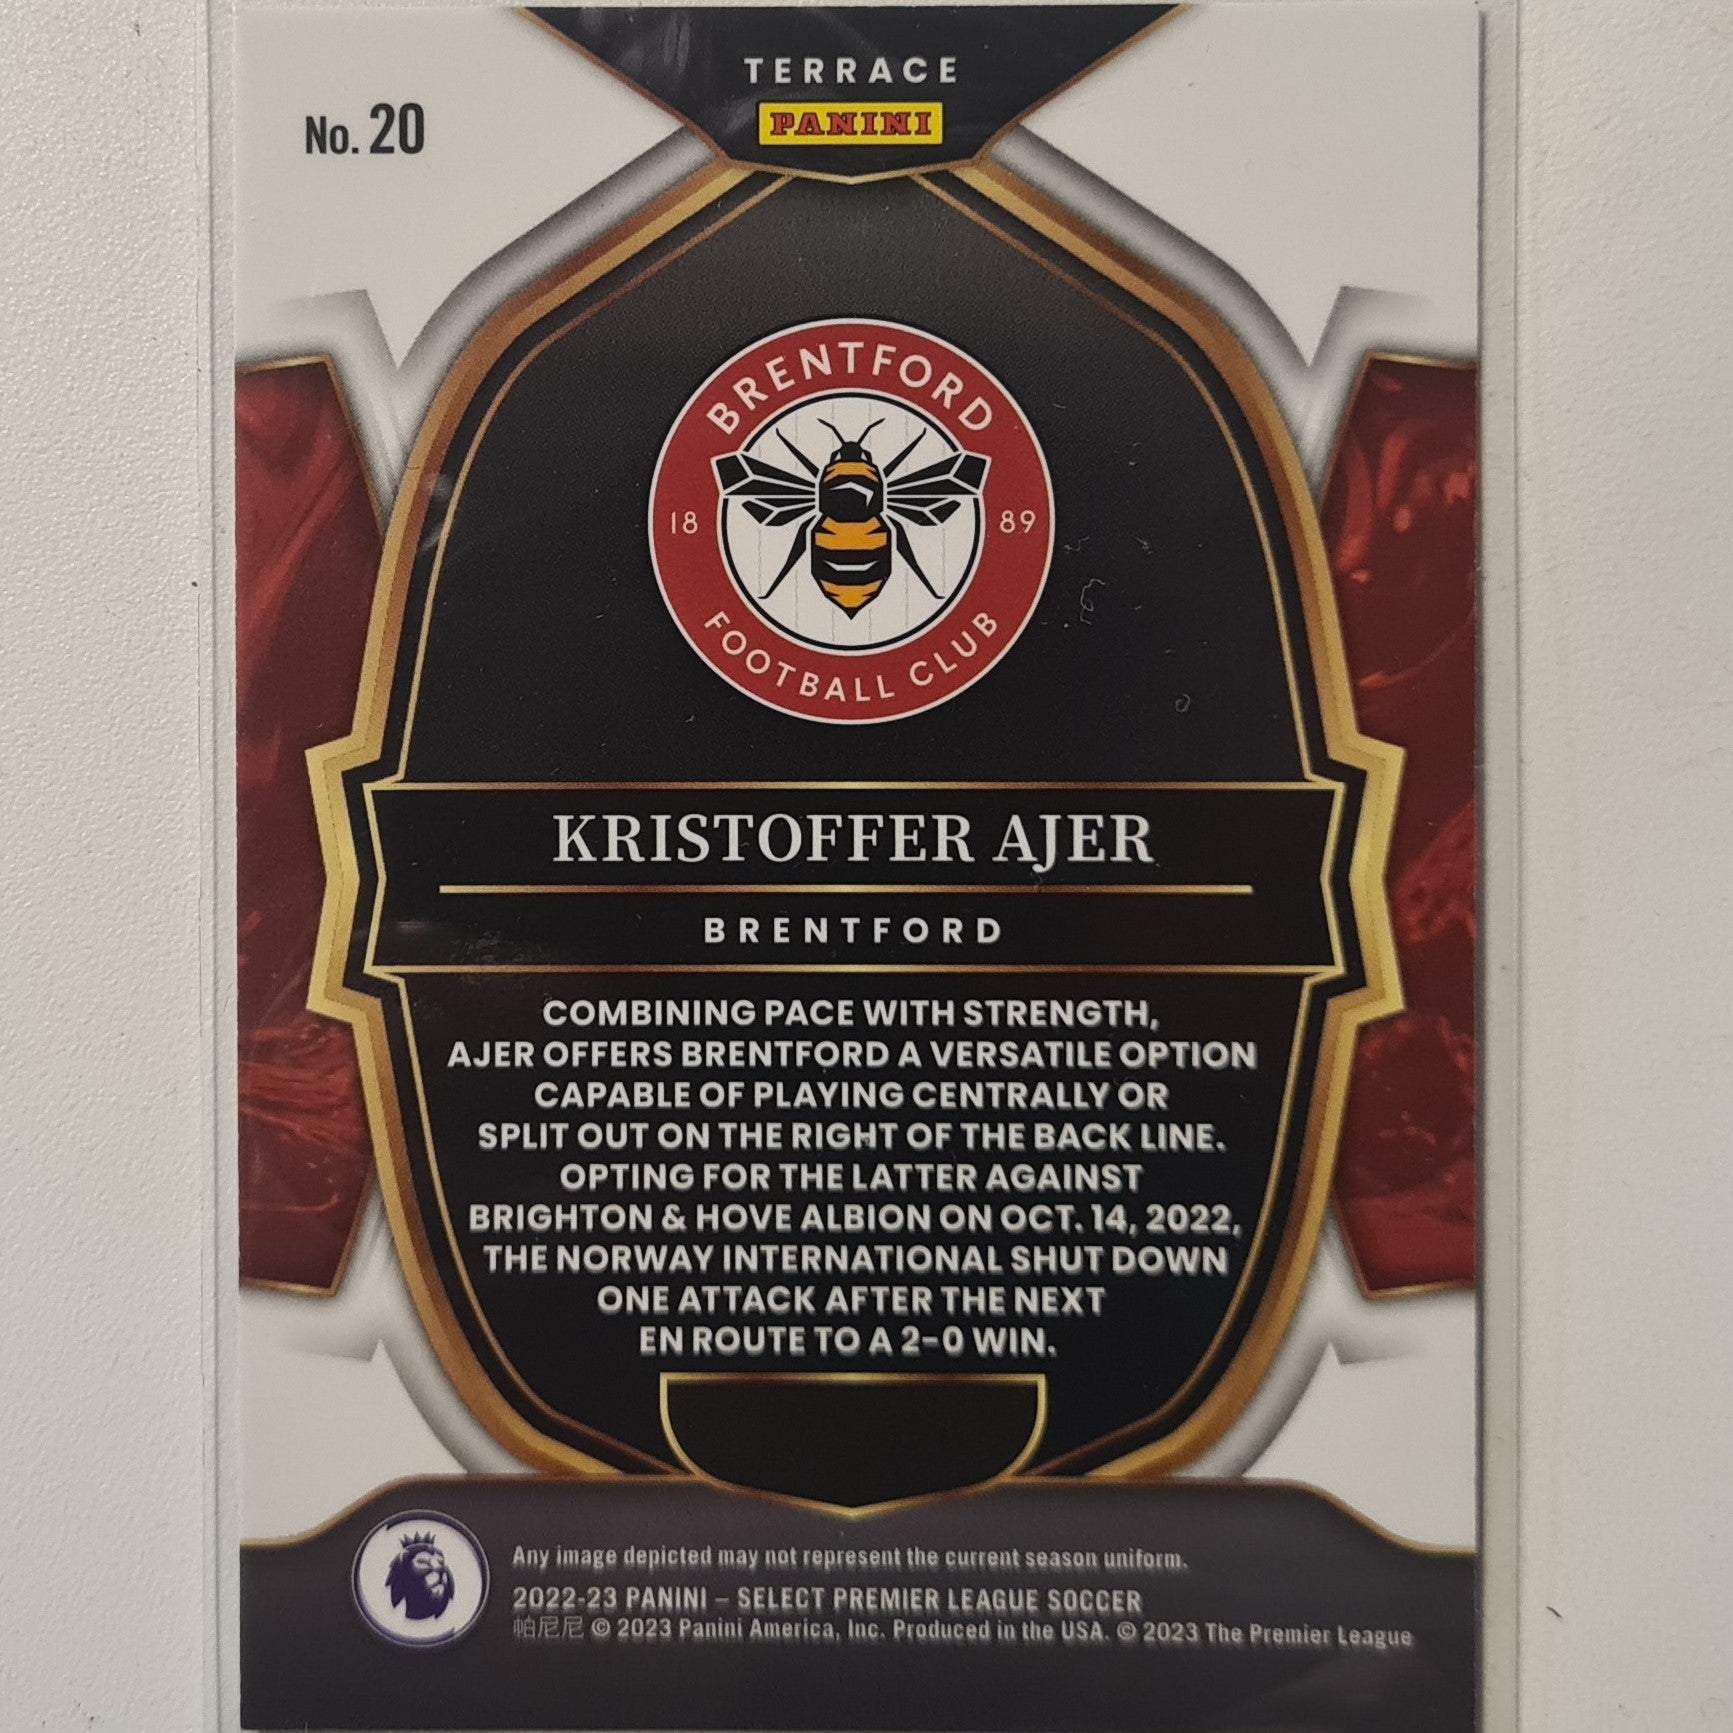 TERRACE
PANINI
No. 20
BRENTFORD
18 89
FOOTBALL CLUB
KRISTOFFER AJER
BRENTFORD
COMBINING PACE WITH STRENGTH,
AJER OFFERS BRENTFORD A VERSATILE OPTION
CAPABLE OF PLAYING CENTRALLY OR
SPLIT OUT ON THE RIGHT OF THE BACK LINE.
OPTING FOR THE LATTER AGAINST
BRIGHTON & HOVE ALBION ON OCT. 14, 2022,
THE NORWAY INTERNATIONAL SHUT DOWN
ONE ATTACK AFTER THE NEXT
EN ROUTE TO A 2-0 WIN.
Any image depicted may not represent the current season uniform.
2022-23 PANINI – SELECT PREMIER LEAGUE SOCCER
帕尼尼 © 2023 Panini America, Inc. Produced in the USA. © 2023 The Premier League